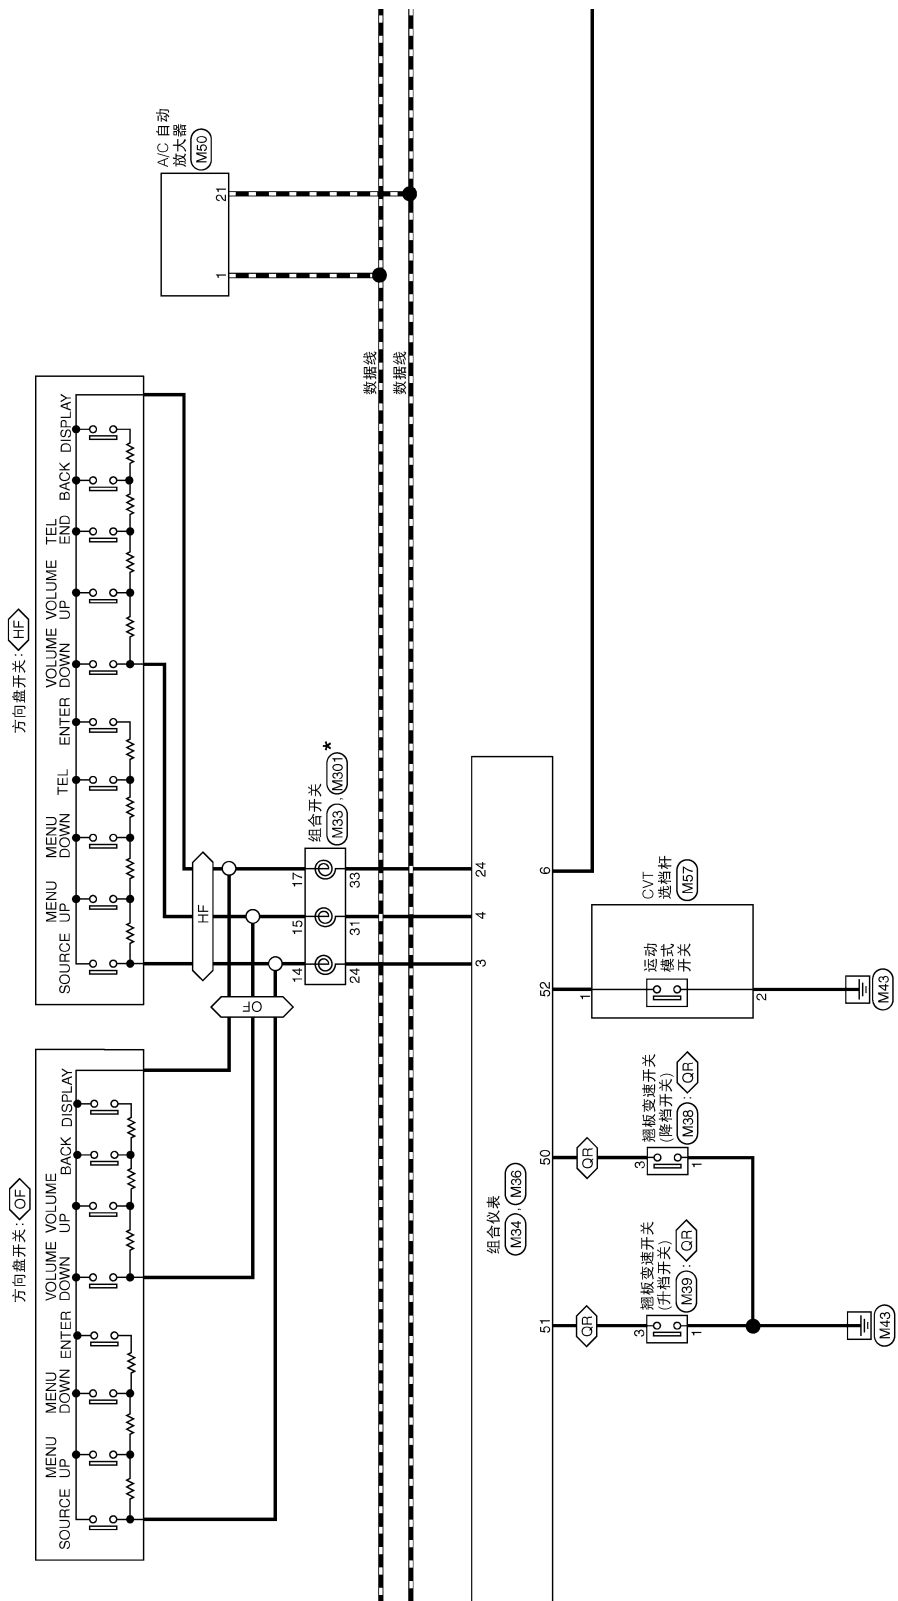 A/C 自动
放大器
M50
21
1
数据线
数据线
方向盘开关: HF
DISPLAY
BACK
TEL
END
VOLUME
UP
VOLUME
DOWN
ENTER
TEL
MENU
DOWN
MENU
UP
SOURCE
HF
OF
组合开关
M33 , M301
*
17
33
15
31
14
24
24
4
3
6
52
50
51
方向盘开关: OF
DISPLAY
BACK
VOLUME
UP
VOLUME
DOWN
ENTER
MENU
DOWN
MENU
UP
SOURCE
组合仪表
M34 , M36
CVT
选档杆
M57
运动
模式
开关
1
2
M43
翘板变速开关
(降档开关)
M38 : QR
QR
3
1
翘板变速开关
(升档开关)
M39 : QR
QR
3
1
M43